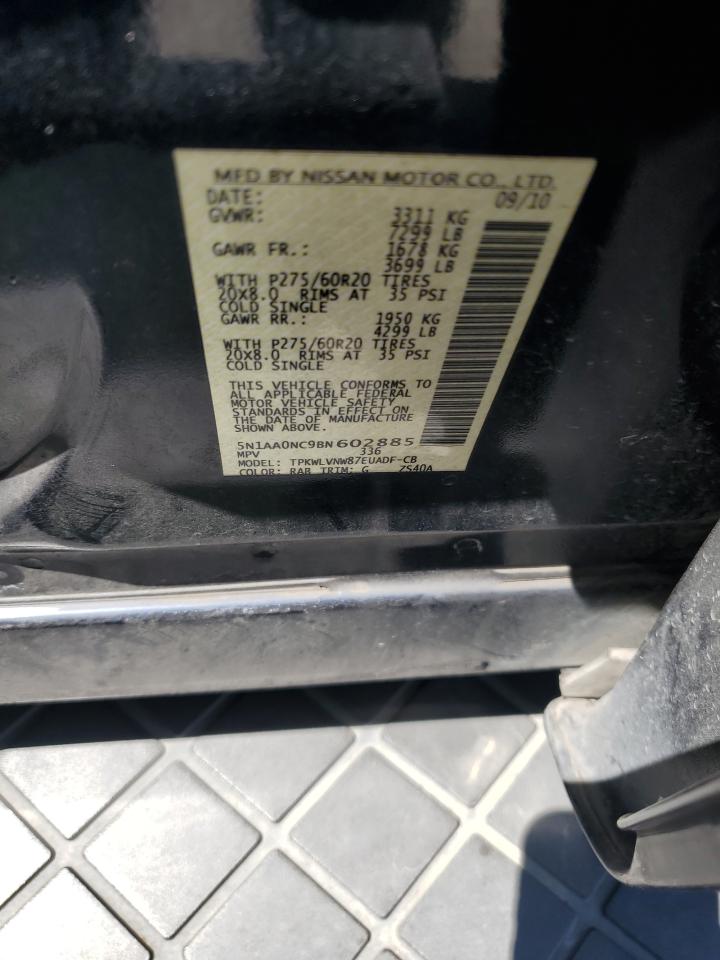 MFD BY NISSAN MOTOR CO., LTD.
DATE: 09/10
GVWR: 3311 KG
7299 LB
GAWR FR.: 1678 KG
3699 LB
WITH P275/60R20 TIRES
20X8.0 RIMS AT 35 PSI
COLD SINGLE
GAWR RR.: 1950 KG
4299 LB
WITH P275/60R20 TIRES
20X8.0 RIMS AT 35 PSI
COLD SINGLE
THIS VEHICLE CONFORMS TO
ALL APPLICABLE FEDERAL
MOTOR VEHICLE SAFETY
STANDARDS IN EFFECT ON
THE DATE OF MANUFACTURE
SHOWN ABOVE.
5N1AA0NC9BN602885
MPV 336
MODEL: TPKWLVNW87EUADF-CB
COLOR: RAB TRIM: G ZS40A